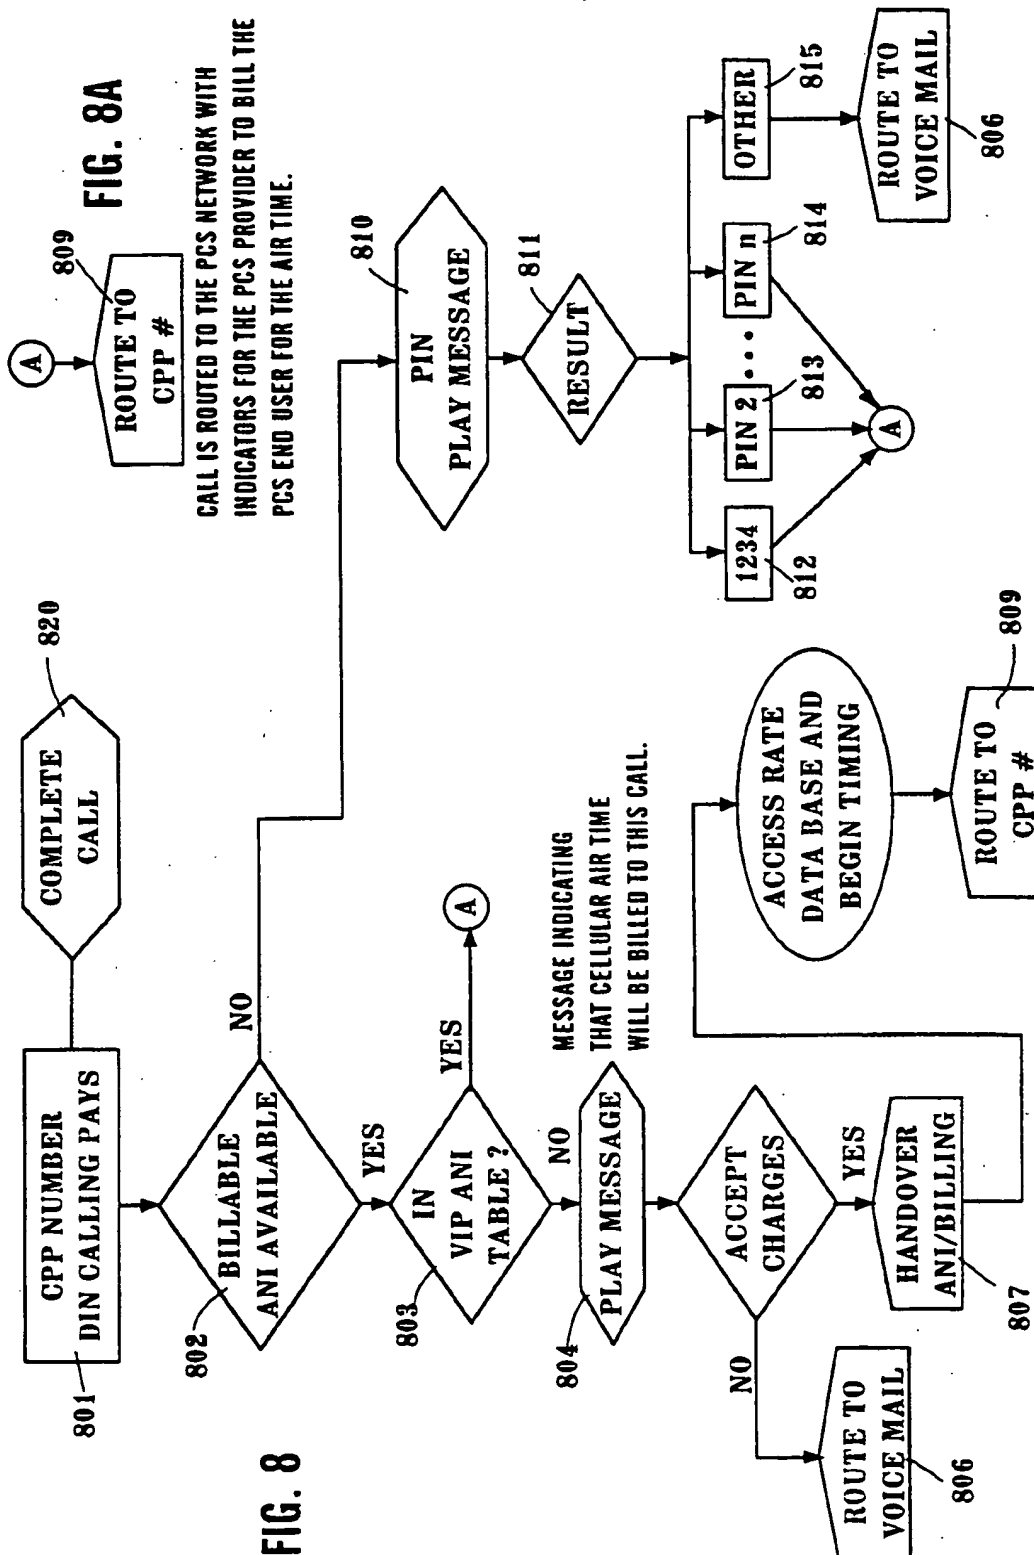 FIG. 8
CPP NUMBER
DIN CALLING PAYS
801
COMPLETE
CALL
820
BILLABLE
ANI AVAILABLE
802
NO
YES
IN
VIP ANI
TABLE ?
803
YES
A
NO
PLAY MESSAGE
804
MESSAGE INDICATING
THAT CELLULAR AIR TIME
WILL BE BILLED TO THIS CALL.
ACCEPT
CHARGES
NO
YES
ROUTE TO
VOICE MAIL
806
HANDOVER
ANI/BILLING
807
ACCESS RATE
DATA BASE AND
BEGIN TIMING
ROUTE TO
CPP #
809
FIG. 8A
A
ROUTE TO
CPP #
809
CALL IS ROUTED TO THE PCS NETWORK WITH
INDICATORS FOR THE PCS PROVIDER TO BILL THE
PCS END USER FOR THE AIR TIME.
PIN
PLAY MESSAGE
810
RESULT
811
1234
812
PIN 2
813
PIN n
814
OTHER
815
A
ROUTE TO
VOICE MAIL
806